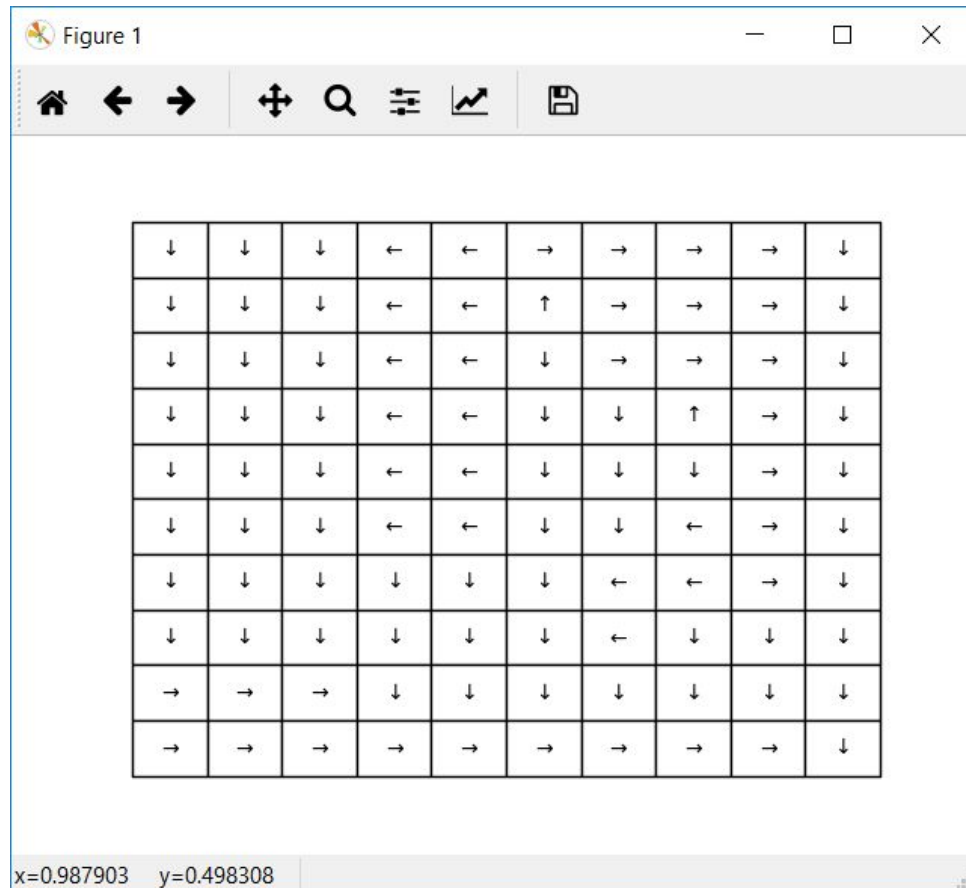 Figure 1
↓ ↓ ↓ ← ← → → → → ↓
↓ ↓ ↓ ← ← ↑ → → → ↓
↓ ↓ ↓ ← ← ↓ → → → ↓
↓ ↓ ↓ ← ← ↓ ↓ ↑ → ↓
↓ ↓ ↓ ← ← ↓ ↓ ↓ → ↓
↓ ↓ ↓ ← ← ↓ ↓ ← → ↓
↓ ↓ ↓ ↓ ↓ ↓ ← ← → ↓
↓ ↓ ↓ ↓ ↓ ↓ ← ↓ ↓ ↓
→ → → ↓ ↓ ↓ ↓ ↓ ↓ ↓
→ → → → → → → → → ↓
x=0.987903 y=0.498308